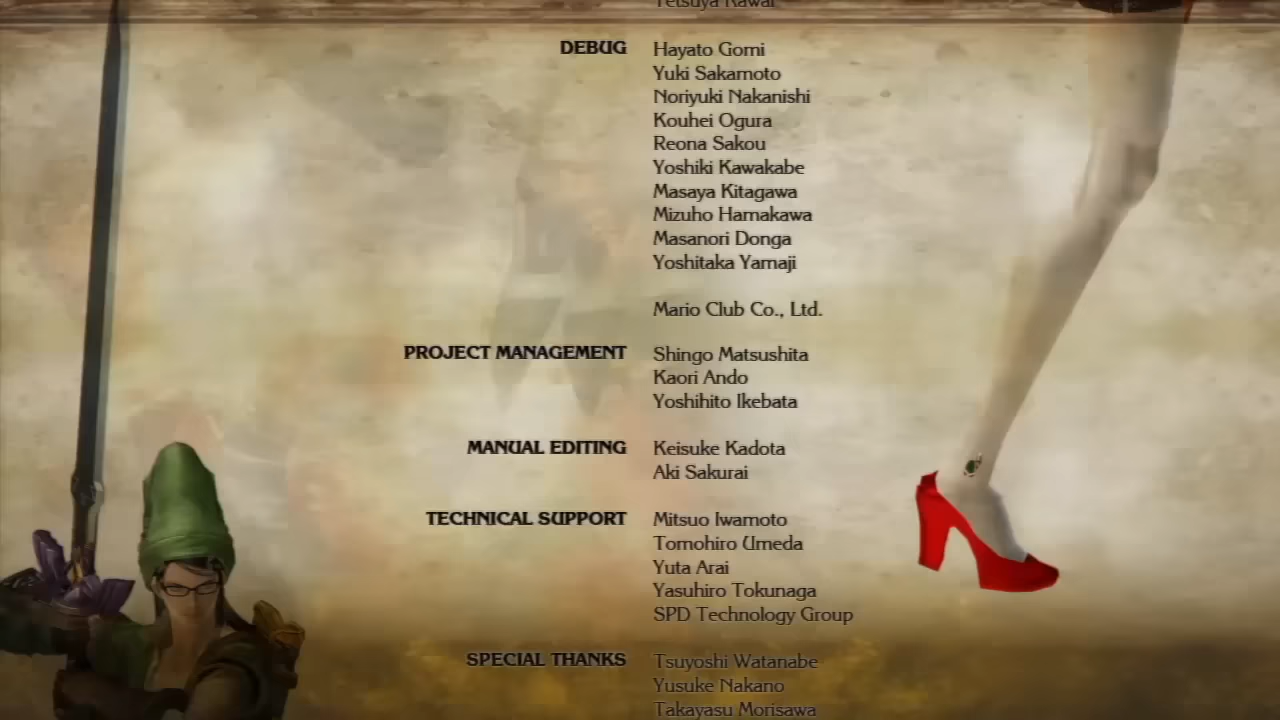 Tetsuya Kawai
DEBUG Hayato Gomi
Yuki Sakamoto
Noriyuki Nakanishi
Kouhei Ogura
Reona Sakou
Yoshiki Kawakabe
Masaya Kitagawa
Mizuho Hamakawa
Masanori Donga
Yoshitaka Yamaji
Mario Club Co., Ltd.
PROJECT MANAGEMENT Shingo Matsushita
Kaori Ando
Yoshihito Ikebata
MANUAL EDITING Keisuke Kadota
Aki Sakurai
TECHNICAL SUPPORT Mitsuo Iwamoto
Tomohiro Umeda
Yuta Arai
Yasuhiro Tokunaga
SPD Technology Group
SPECIAL THANKS Tsuyoshi Watanabe
Yusuke Nakano
Takayasu Morisawa